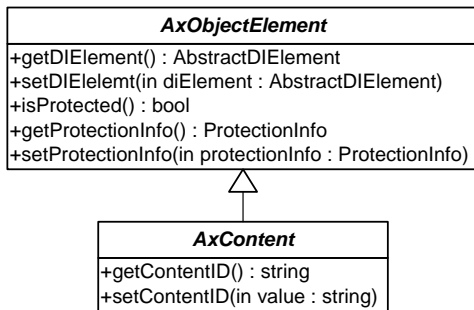 AxObjectElement
+getDIElement() : AbstractDIElement
+setDIElelemt(in diElement : AbstractDIElement)
+isProtected() : bool
+getProtectionInfo() : ProtectionInfo
+setProtectionInfo(in protectionInfo : ProtectionInfo)
AxContent
+getContentID() : string
+setContentID(in value : string)